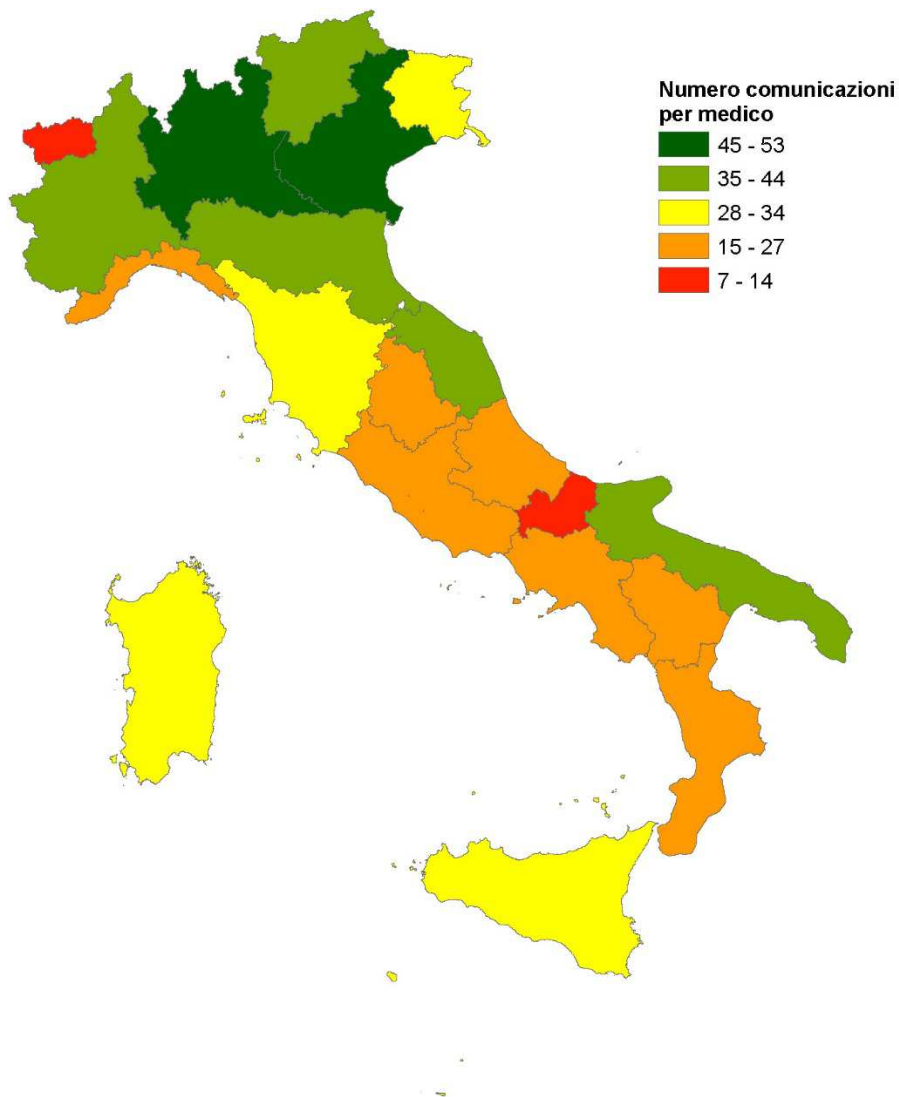 Numero comunicazioni
per medico
45 - 53
35 - 44
28 - 34
15 - 27
7 - 14